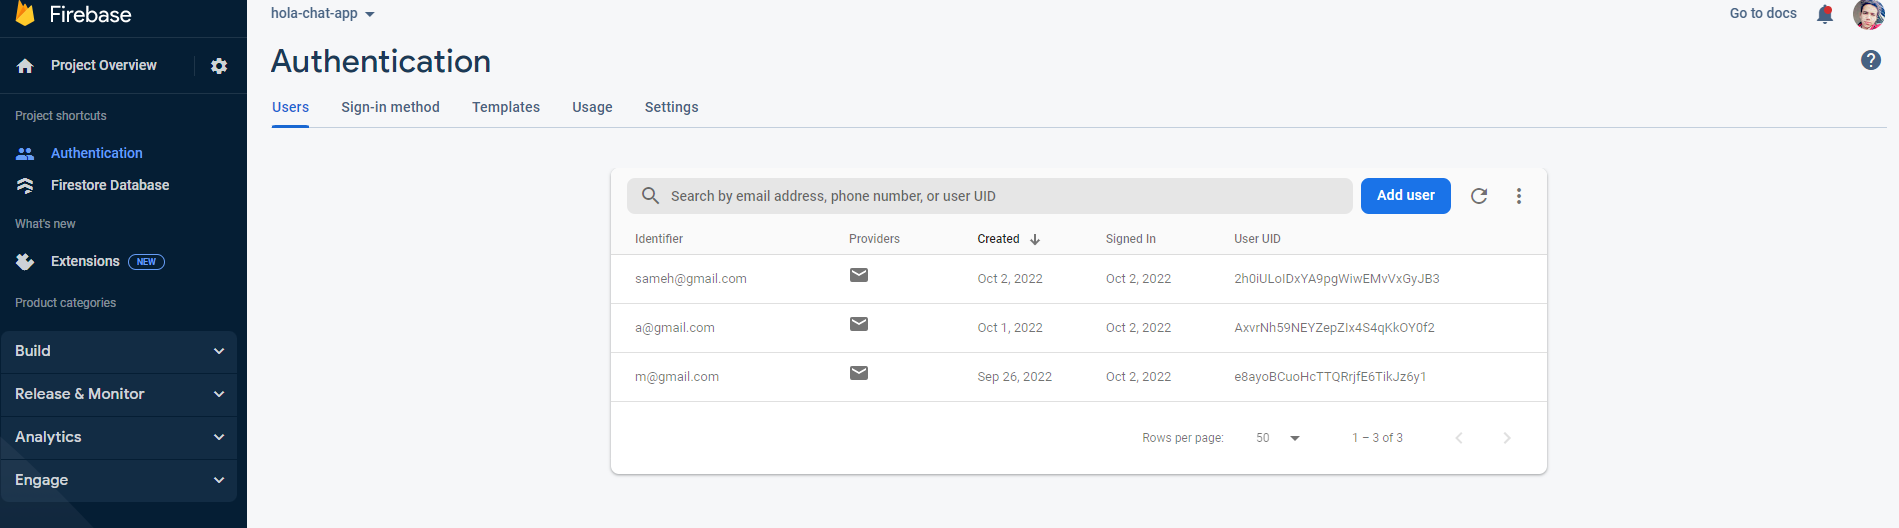 Firebase
Project Overview
Project shortcuts
Authentication
Firestore Database
What's new
Extensions NEW
Product categories
Build
Release & Monitor
Analytics
Engage
hola-chat-app
Go to docs
Authentication
Users Sign-in method Templates Usage Settings
Search by email address, phone number, or user UID Add user
Identifier Providers Created Signed In User UID
sameh@gmail.com Oct 2, 2022 Oct 2, 2022 2h0iULoIDxYA9pgWiwEMvVxGyJB3
a@gmail.com Oct 1, 2022 Oct 2, 2022 AxvrNh59NEYZepZIx4S4qKkOY0f2
m@gmail.com Sep 26, 2022 Oct 2, 2022 e8ayoBCuoHcTTQRrjfE6TikJz6y1
Rows per page: 50 1 – 3 of 3